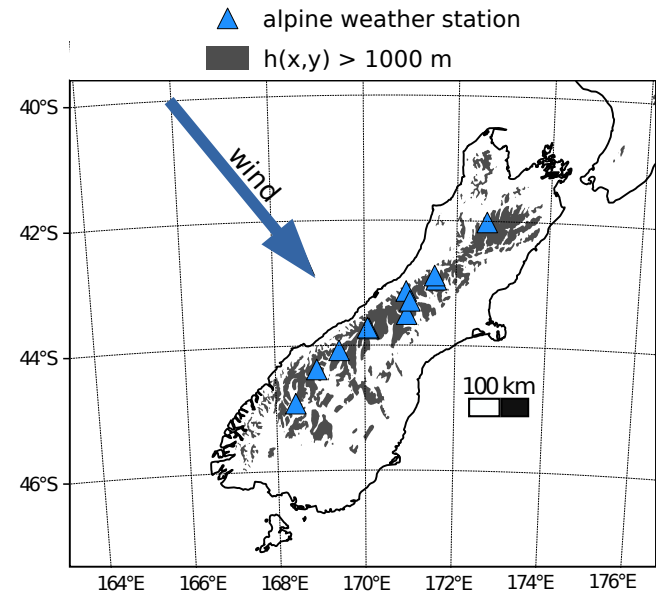 alpine weather station
h(x,y) > 1000 m
40°S
wind
42°S
44°S
100 km
46°S
164°E 166°E 168°E 170°E 172°E 174°E 176°E